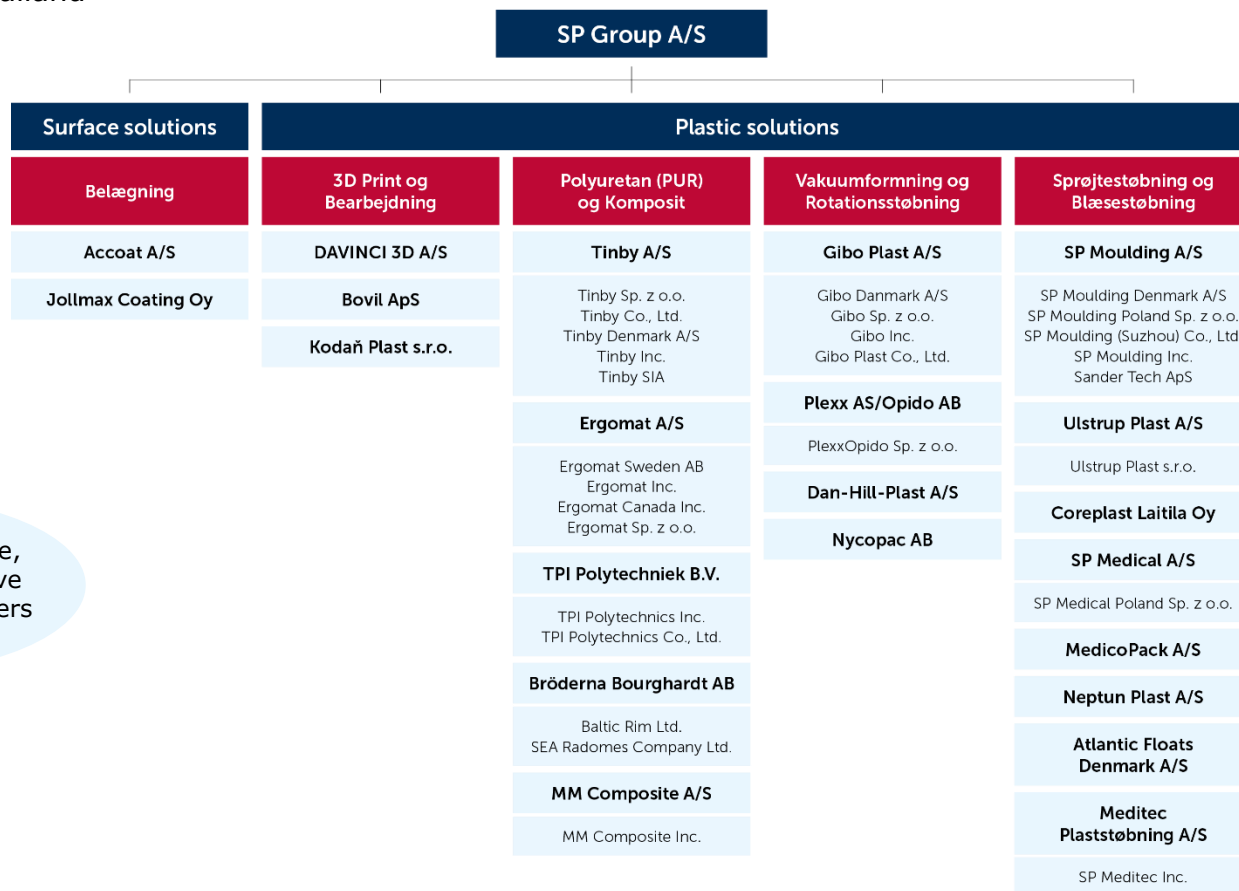 SP Group A/S
Surface solutions
Plastic solutions
Belægning
Accoat A/S
Jollmax Coating Oy
3D Print og
Bearbejdning
DAVINCI 3D A/S
Bovil ApS
Kodaň Plast s.r.o.
Polyuretan (PUR)
og Komposit
Tinby A/S
Tinby Sp. z o.o.
Tinby Co., Ltd.
Tinby Denmark A/S
Tinby Inc.
Tinby SIA
Ergomat A/S
Ergomat Sweden AB
Ergomat Inc.
Ergomat Canada Inc.
Ergomat Sp. z o.o.
TPI Polytechniek B.V.
TPI Polytechnics Inc.
TPI Polytechnics Co., Ltd.
Bröderna Bourghardt AB
Baltic Rim Ltd.
SEA Radomes Company Ltd.
MM Composite A/S
MM Composite Inc.
Vakuumformning og
Rotationsstøbning
Gibo Plast A/S
Gibo Danmark A/S
Gibo Sp. z o.o.
Gibo Inc.
Gibo Plast Co., Ltd.
Plexx AS/Opido AB
PlexxOpido Sp. z o.o.
Dan-Hill-Plast A/S
Nycopac AB
Sprøjtestøbning og
Blæsestøbning
SP Moulding A/S
SP Moulding Denmark A/S
SP Moulding Poland Sp. z o.o.
SP Moulding (Suzhou) Co., Ltd
SP Moulding Inc.
Sander Tech ApS
Ulstrup Plast A/S
Ulstrup Plast s.r.o.
Coreplast Laitila Oy
SP Medical A/S
SP Medical Poland Sp. z o.o.
MedicoPack A/S
Neptun Plast A/S
Atlantic Floats
Denmark A/S
Meditec
Plaststøbning A/S
SP Meditec Inc.